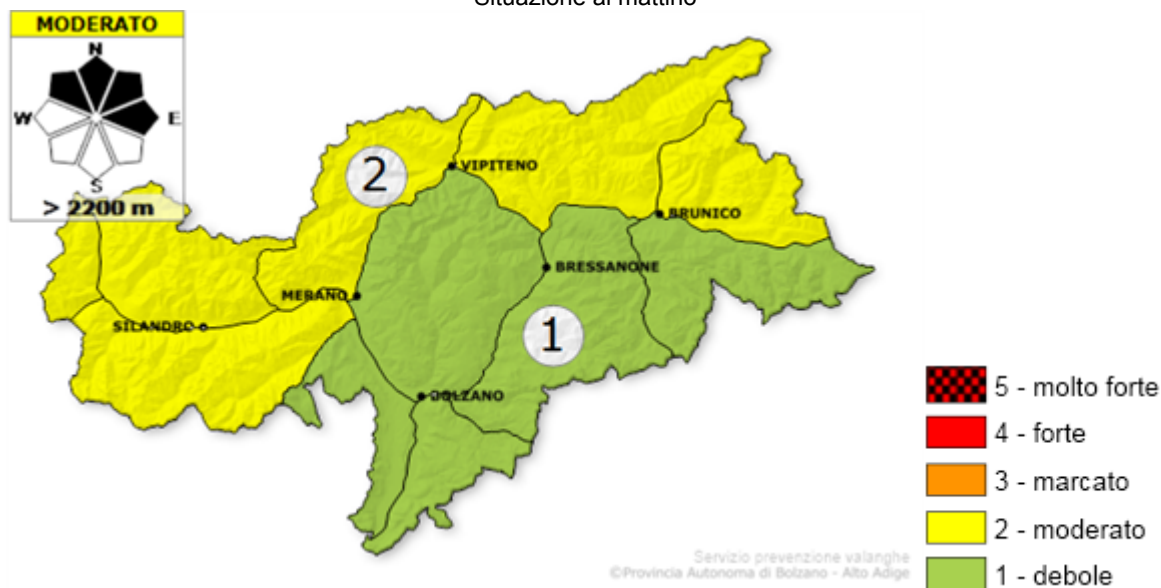 Situazione al mattino
MODERATO
N
W
E
S
> 2200 m
2
VIPITENO
BRUNICO
BRESSANONE
MERANO
SILANDRO
1
BOLZANO
5 - molto forte
4 - forte
3 - marcato
2 - moderato
1 - debole
Servizio prevenzione valanghe
©Provincia Autonoma di Bolzano - Alto Adige